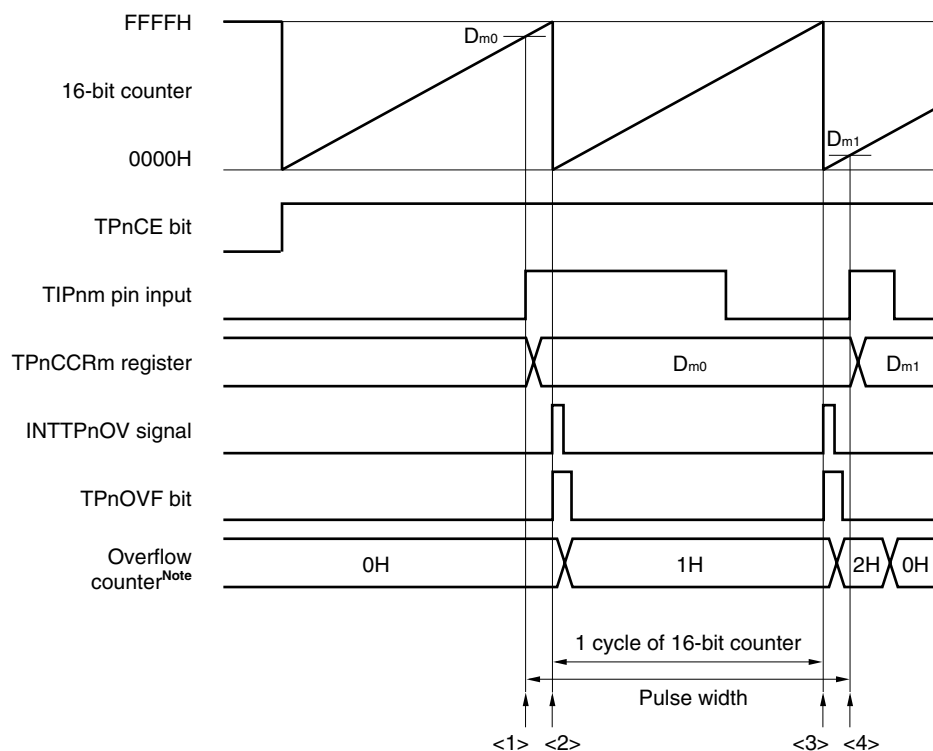 FFFFH
Dm0
16-bit counter
Dm1
0000H
TPnCE bit
TIPnm pin input
TPnCCRm register
Dm0
Dm1
INTTPnOV signal
TPnOVF bit
Overflow
counterNote
0H
1H
2H
0H
1 cycle of 16-bit counter
Pulse width
<1> <2> <3> <4>